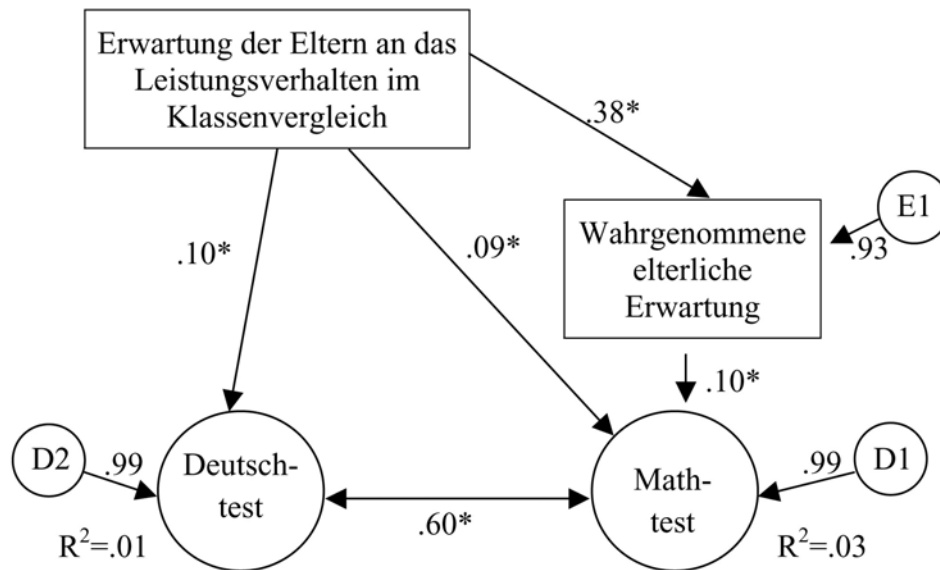 Erwartung der Eltern an das
Leistungsverhalten im
Klassenvergleich
.38*
E1
.93
Wahrgenommene
elterliche
Erwartung
.10*
.09*
.10*
D2
.99
Deutsch-
test
.60*
Math-
test
.99
D1
R²=.01
R²=.03